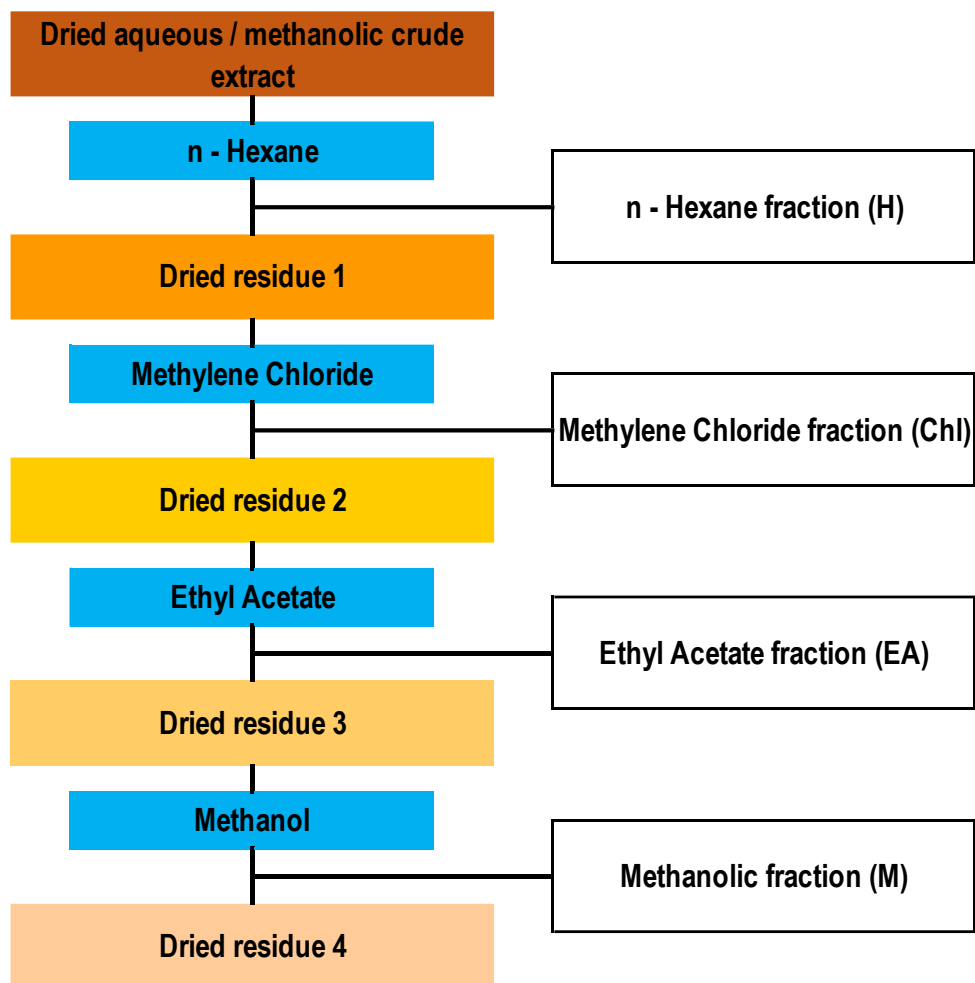 Dried aqueous / methanolic crude
extract
n - Hexane
n - Hexane fraction (H)
Dried residue 1
Methylene Chloride
Methylene Chloride fraction (Chl)
Dried residue 2
Ethyl Acetate
Ethyl Acetate fraction (EA)
Dried residue 3
Methanol
Methanolic fraction (M)
Dried residue 4